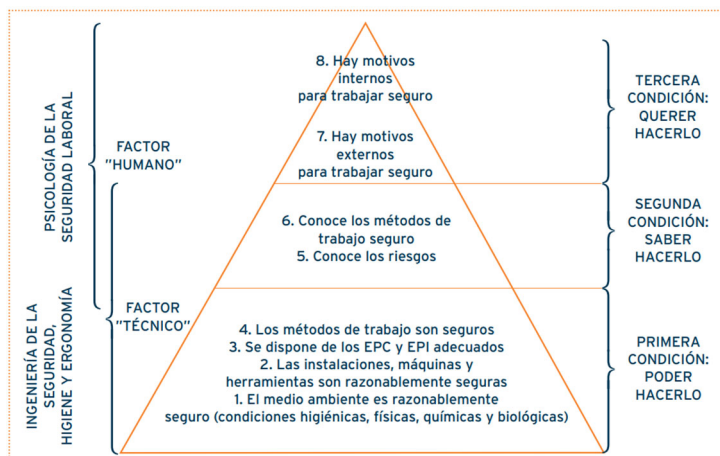 PSICOLOGÍA DE LA
SEGURIDAD LABORAL
INGENIERÍA DE LA
SEGURIDAD,
HIGIENE Y ERGONOMÍA
FACTOR
"HUMANO"
FACTOR
"TÉCNICO"
8. Hay motivos
internos
para trabajar seguro
7. Hay motivos
externos
para trabajar seguro
6. Conoce los métodos de
trabajo seguro
5. Conoce los riesgos
4. Los métodos de trabajo son seguros
3. Se dispone de los EPC y EPI adecuados
2. Las instalaciones, máquinas y
herramientas son razonablemente seguras
1. El medio ambiente es razonablemente
seguro (condiciones higiénicas, físicas, químicas y biológicas)
TERCERA
CONDICIÓN:
QUERER
HACERLO
SEGUNDA
CONDICIÓN:
SABER
HACERLO
PRIMERA
CONDICIÓN:
PODER
HACERLO